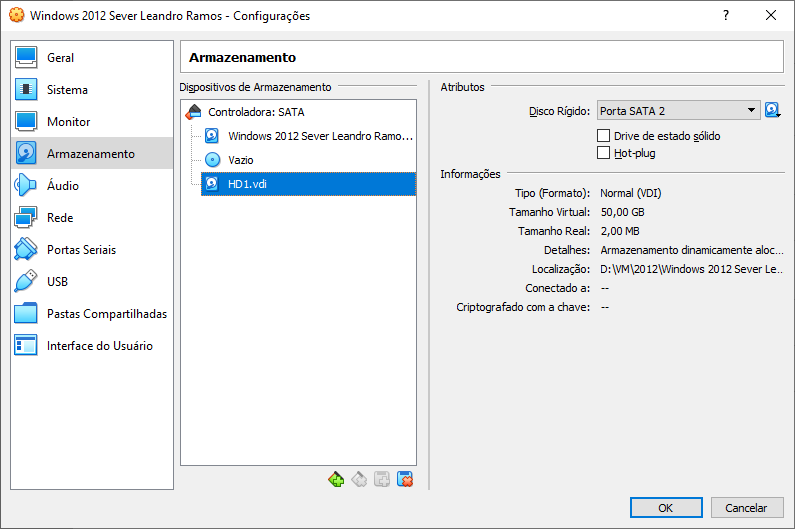 Windows 2012 Sever Leandro Ramos - Configurações
?
Geral
Sistema
Monitor
Armazenamento
Áudio
Rede
Portas Seriais
USB
Pastas Compartilhadas
Interface do Usuário
Armazenamento
Dispositivos de Armazenamento
Controladora: SATA
Windows 2012 Sever Leandro Ramo...
Vazio
HD1.vdi
Atributos
Disco Rígido: Porta SATA 2
Drive de estado sólido
Hot-plug
Informações
Tipo (Formato): Normal (VDI)
Tamanho Virtual: 50,00 GB
Tamanho Real: 2,00 MB
Detalhes: Armazenamento dinamicamente aloc...
Localização: D:\VM\2012\Windows 2012 Sever Le...
Conectado a: --
Criptografado com a chave: --
OK
Cancelar